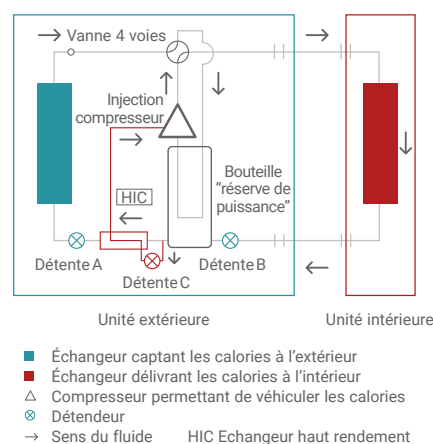 Vanne 4 voies
Injection
compresseur
Bouteille
"réserve de
puissance"
HIC
Détente A
Détente B
Détente C
Unité extérieure
Unité intérieure
Échangeur captant les calories à l'extérieur
Échangeur délivrant les calories à l'intérieur
Compresseur permettant de véhiculer les calories
Détendeur
Sens du fluide HIC Echangeur haut rendement